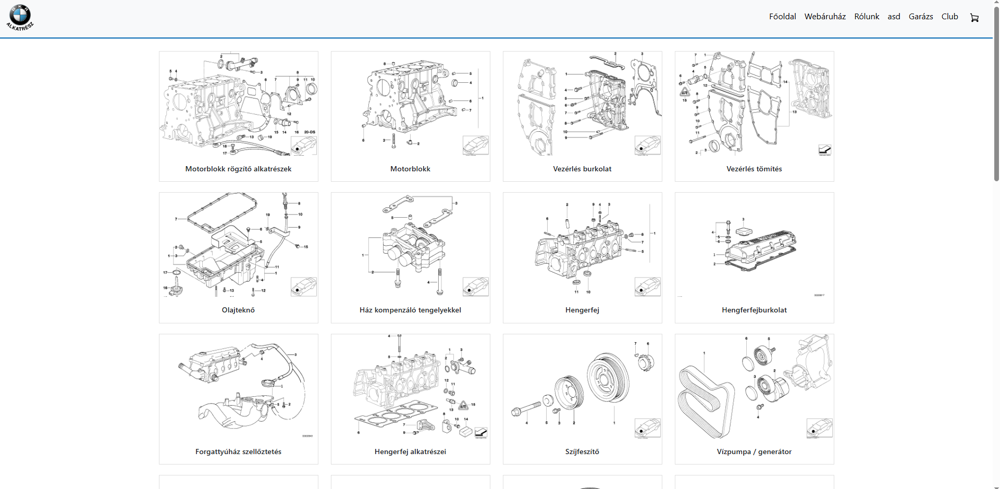 BKR
ALKATRÉSZ
Főoldal Webáruház Rólunk asd Garázs Club
Motorblokk rögzítő alkatrészek
Motorblokk
Vezérlés burkolat
Vezérlés tömítés
Olajteknő
Ház kompenzáló tengelyekkel
Hengerfej
Hengferfejburkolat
Forgattyúház szellőztetés
Hengerfej alkatrészei
Szíjfeszítő
Vízpumpa / generátor